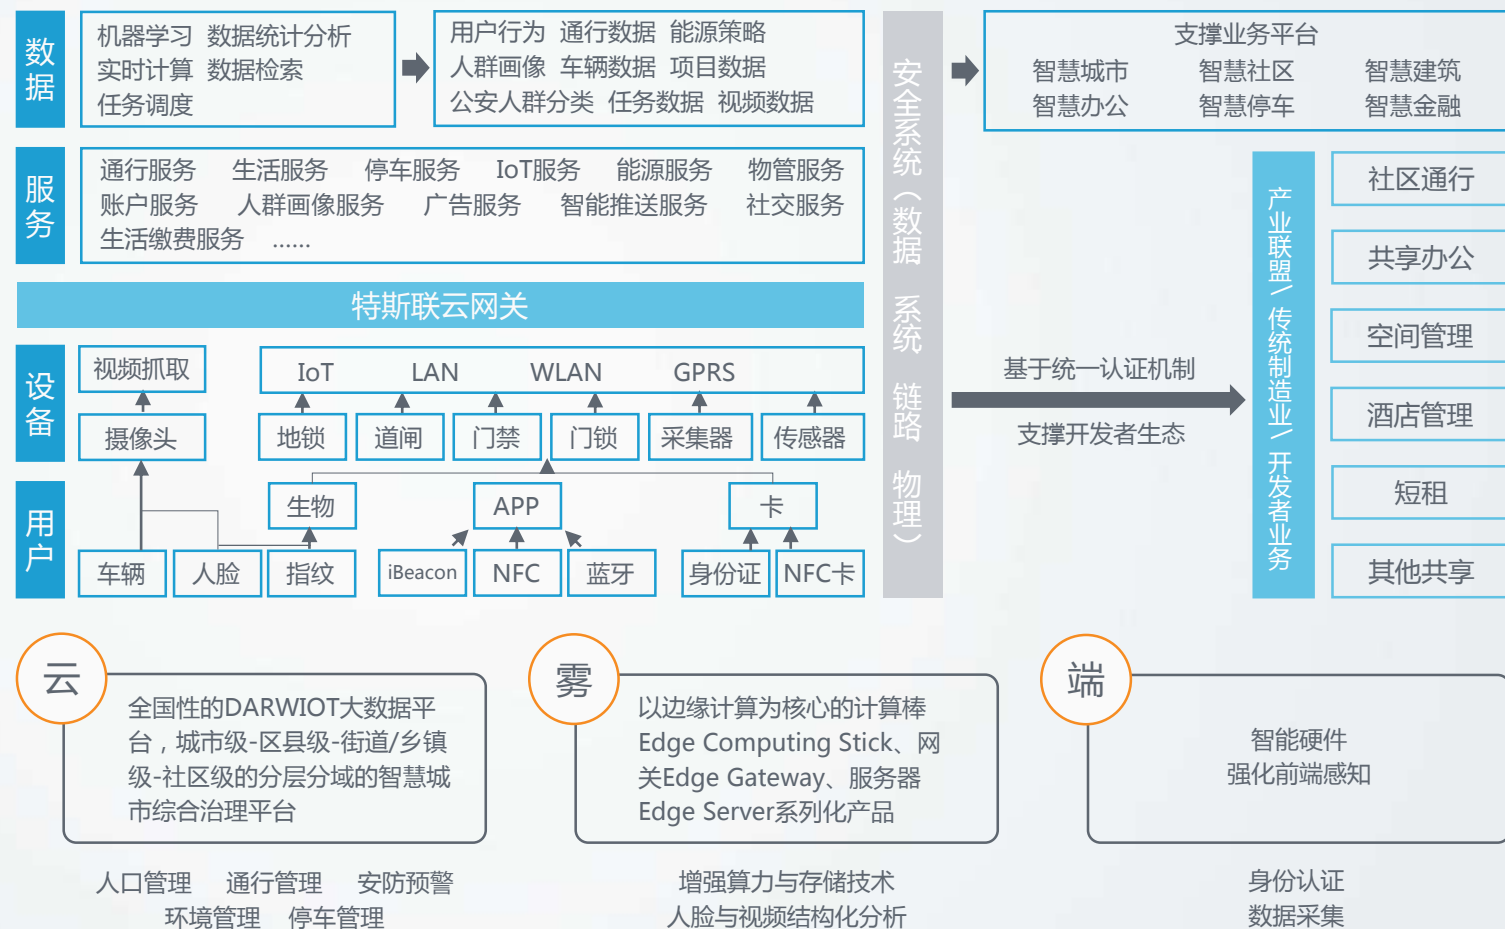 数据
机器学习 数据统计分析
实时计算 数据检索
任务调度
用户行为 通行数据 能源策略
人群画像 车辆数据 项目数据
公安人群分类 任务数据 视频数据
服务
通行服务 生活服务 停车服务 IoT服务 能源服务 物管服务
账户服务 人群画像服务 广告服务 智能推送服务 社交服务
生活缴费服务 ......
特斯联云网关
设备
视频抓取
IoT LAN WLAN GPRS
摄像头 地锁 道闸 门禁 门锁 采集器 传感器
用户
生物 APP 卡
车辆 人脸 指纹 iBeacon NFC 蓝牙 身份证 NFC卡
安全系统（数据 系统 链路 物理）
支撑业务平台
智慧城市 智慧社区 智慧建筑
智慧办公 智慧停车 智慧金融
基于统一认证机制
支撑开发者生态
产业联盟/传统制造业/开发者业务
社区通行
共享办公
空间管理
酒店管理
短租
其他共享
云
全国性的DARWIOT大数据平
台，城市级-区县级-街道/乡镇
级-社区级的分层分域的智慧城
市综合治理平台
人口管理 通行管理 安防预警
环境管理 停车管理
雾
以边缘计算为核心的计算棒
Edge Computing Stick、网
关Edge Gateway、服务器
Edge Server系列化产品
增强算力与存储技术
人脸与视频结构化分析
端
智能硬件
强化前端感知
身份认证
数据采集